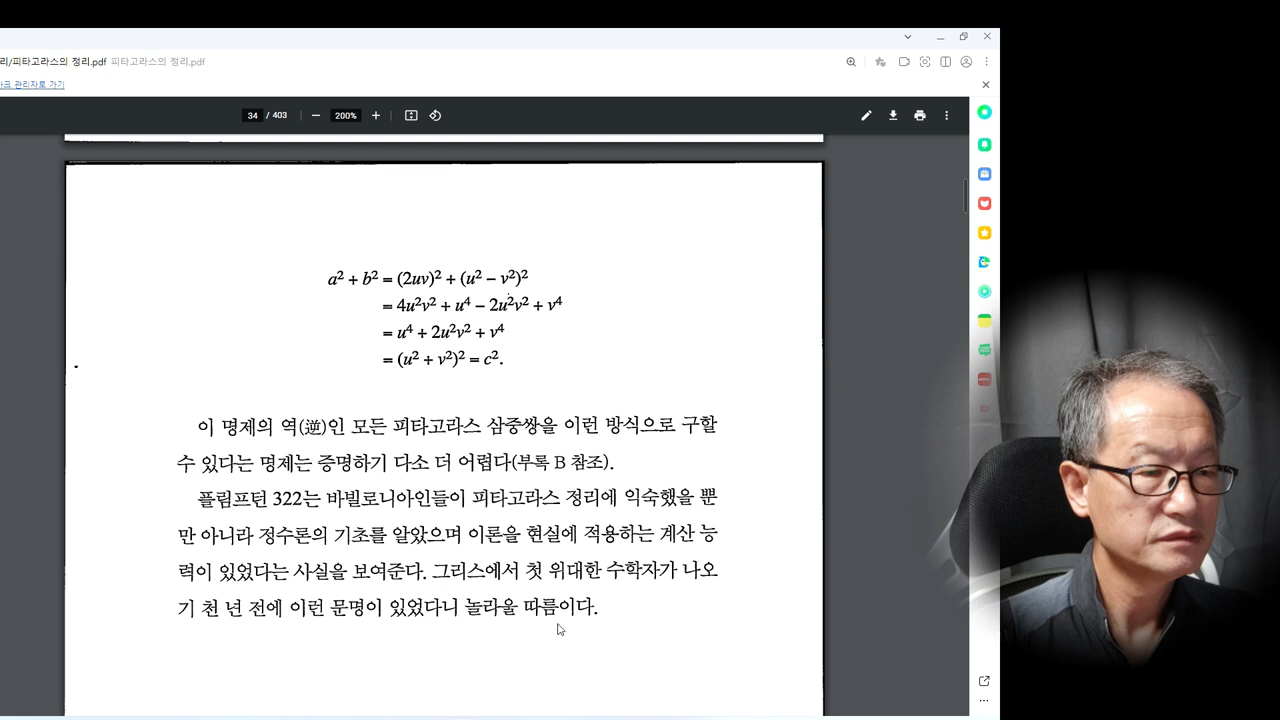 리/피타고라스의 정리.pdf 피타고라스의 정리.pdf
마크 관리자로 가기
34 / 403 200%
a² + b² = (2uv)² + (u² − v²)²
= 4u²v² + u⁴ − 2u²v² + v⁴
= u⁴ + 2u²v² + v⁴
= (u² + v²)² = c².
이 명제의 역(逆)인 모든 피타고라스 삼중쌍을 이런 방식으로 구할
수 있다는 명제는 증명하기 다소 더 어렵다(부록 B 참조).
플림프턴 322는 바빌로니아인들이 피타고라스 정리에 익숙했을 뿐
만 아니라 정수론의 기초를 알았으며 이론을 현실에 적용하는 계산 능
력이 있었다는 사실을 보여준다. 그리스에서 첫 위대한 수학자가 나오
기 천 년 전에 이런 문명이 있었다니 놀라울 따름이다.